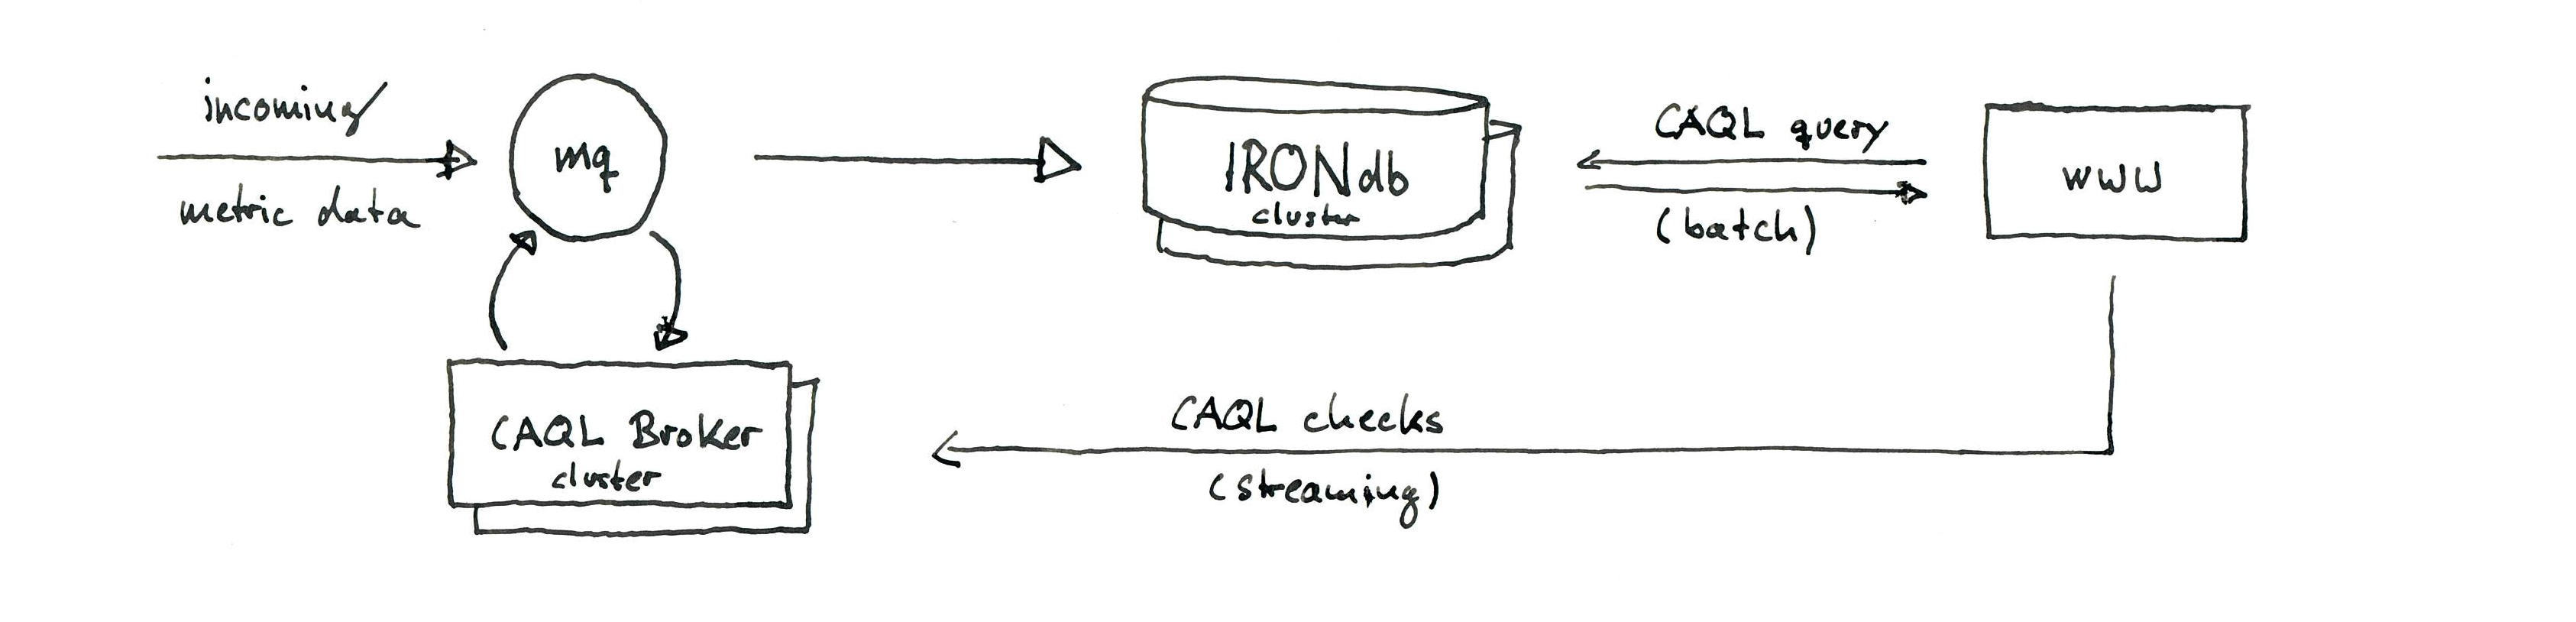 incoming
metric data
mq
IRONdb
cluster
CAQL query
(batch)
www
CAQL Broker
cluster
CAQL checks
(streaming)